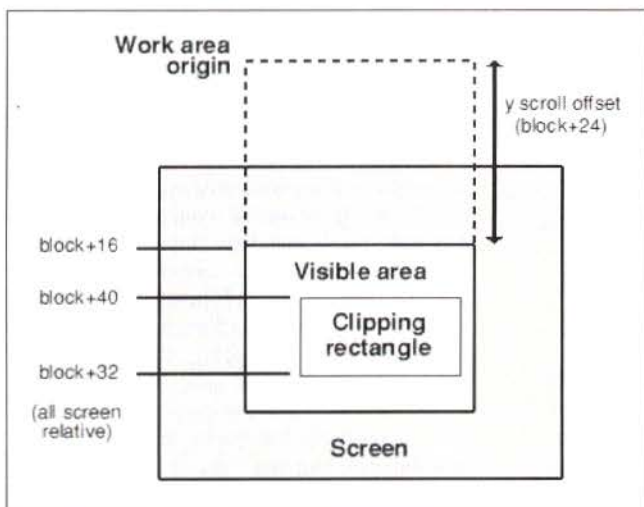 Work area
origin
y scroll offset
(block+24)
block+16
Visible area
block+40
Clipping
rectangle
block+32
(all screen
relative)
Screen